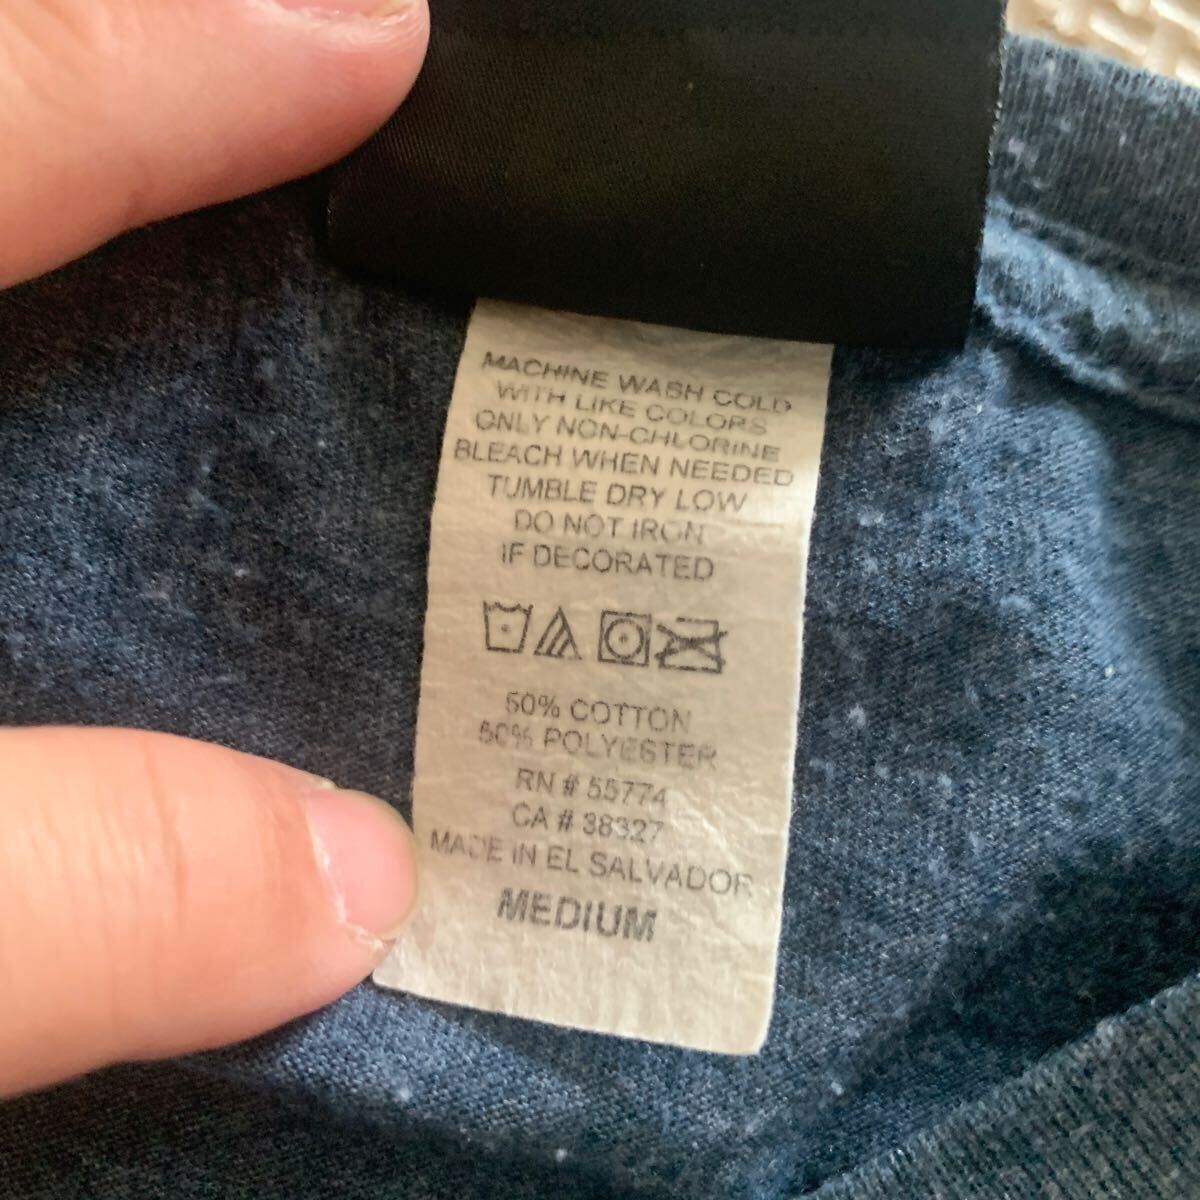 MACHINE WASH COLD
WITH LIKE COLORS
ONLY NON-CHLORINE
BLEACH WHEN NEEDED
TUMBLE DRY LOW
DO NOT IRON
IF DECORATED
50% COTTON
50% POLYESTER
RN # 55774
CA # 38327
MADE IN EL SALVADOR
MEDIUM